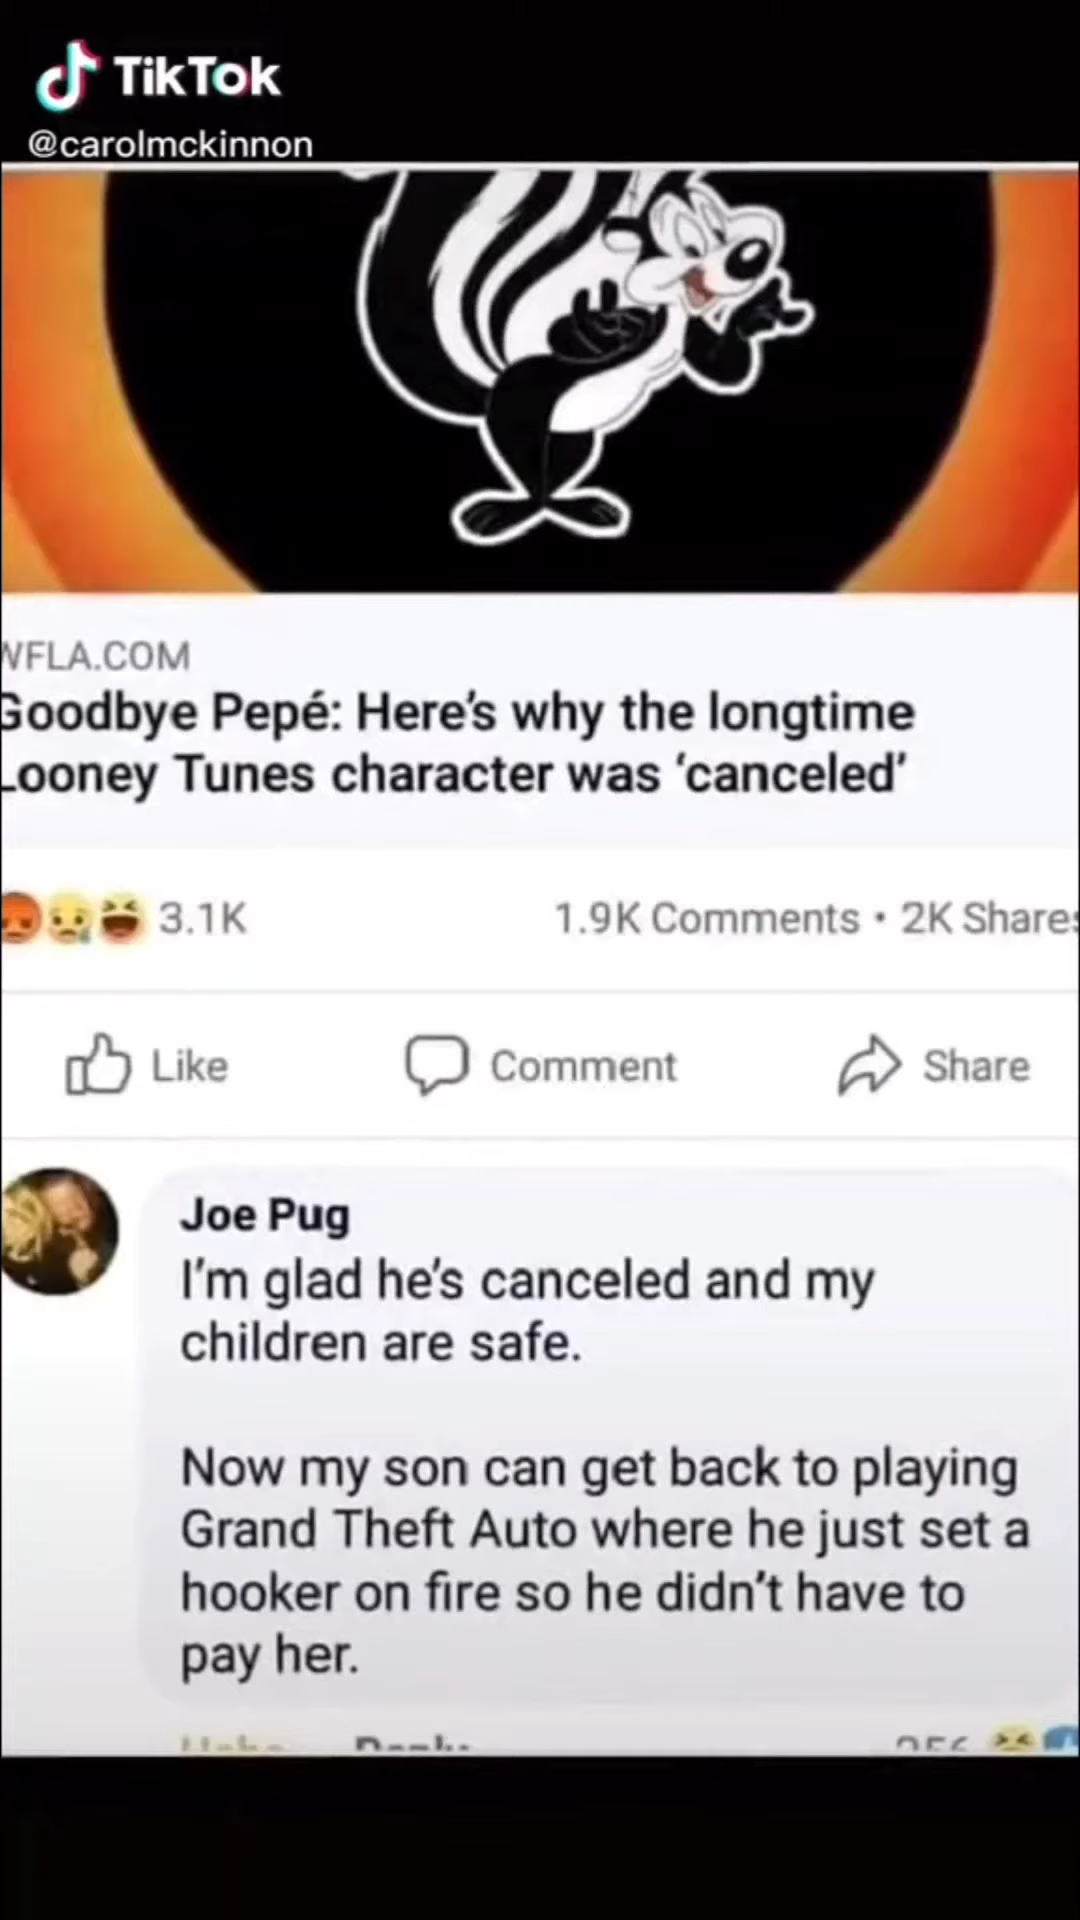 TikTok
@carolmckinnon
WFLA.COM
Goodbye Pepé: Here's why the longtime
Looney Tunes character was 'canceled'
3.1K
1.9K Comments • 2K Shares
Like
Comment
Share
Joe Pug
I'm glad he's canceled and my
children are safe.
Now my son can get back to playing
Grand Theft Auto where he just set a
hooker on fire so he didn't have to
pay her.